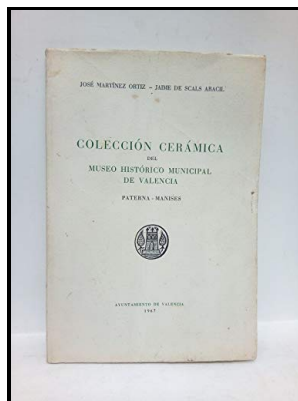 JOSÉ MARTÍNEZ ORTIZ - JAIME DE SCALS ARACIL
COLECCIÓN CERÁMICA
DEL
MUSEO HISTÓRICO MUNICIPAL
DE VALENCIA
PATERNA - MANISES
AYUNTAMIENTO DE VALENCIA
1967